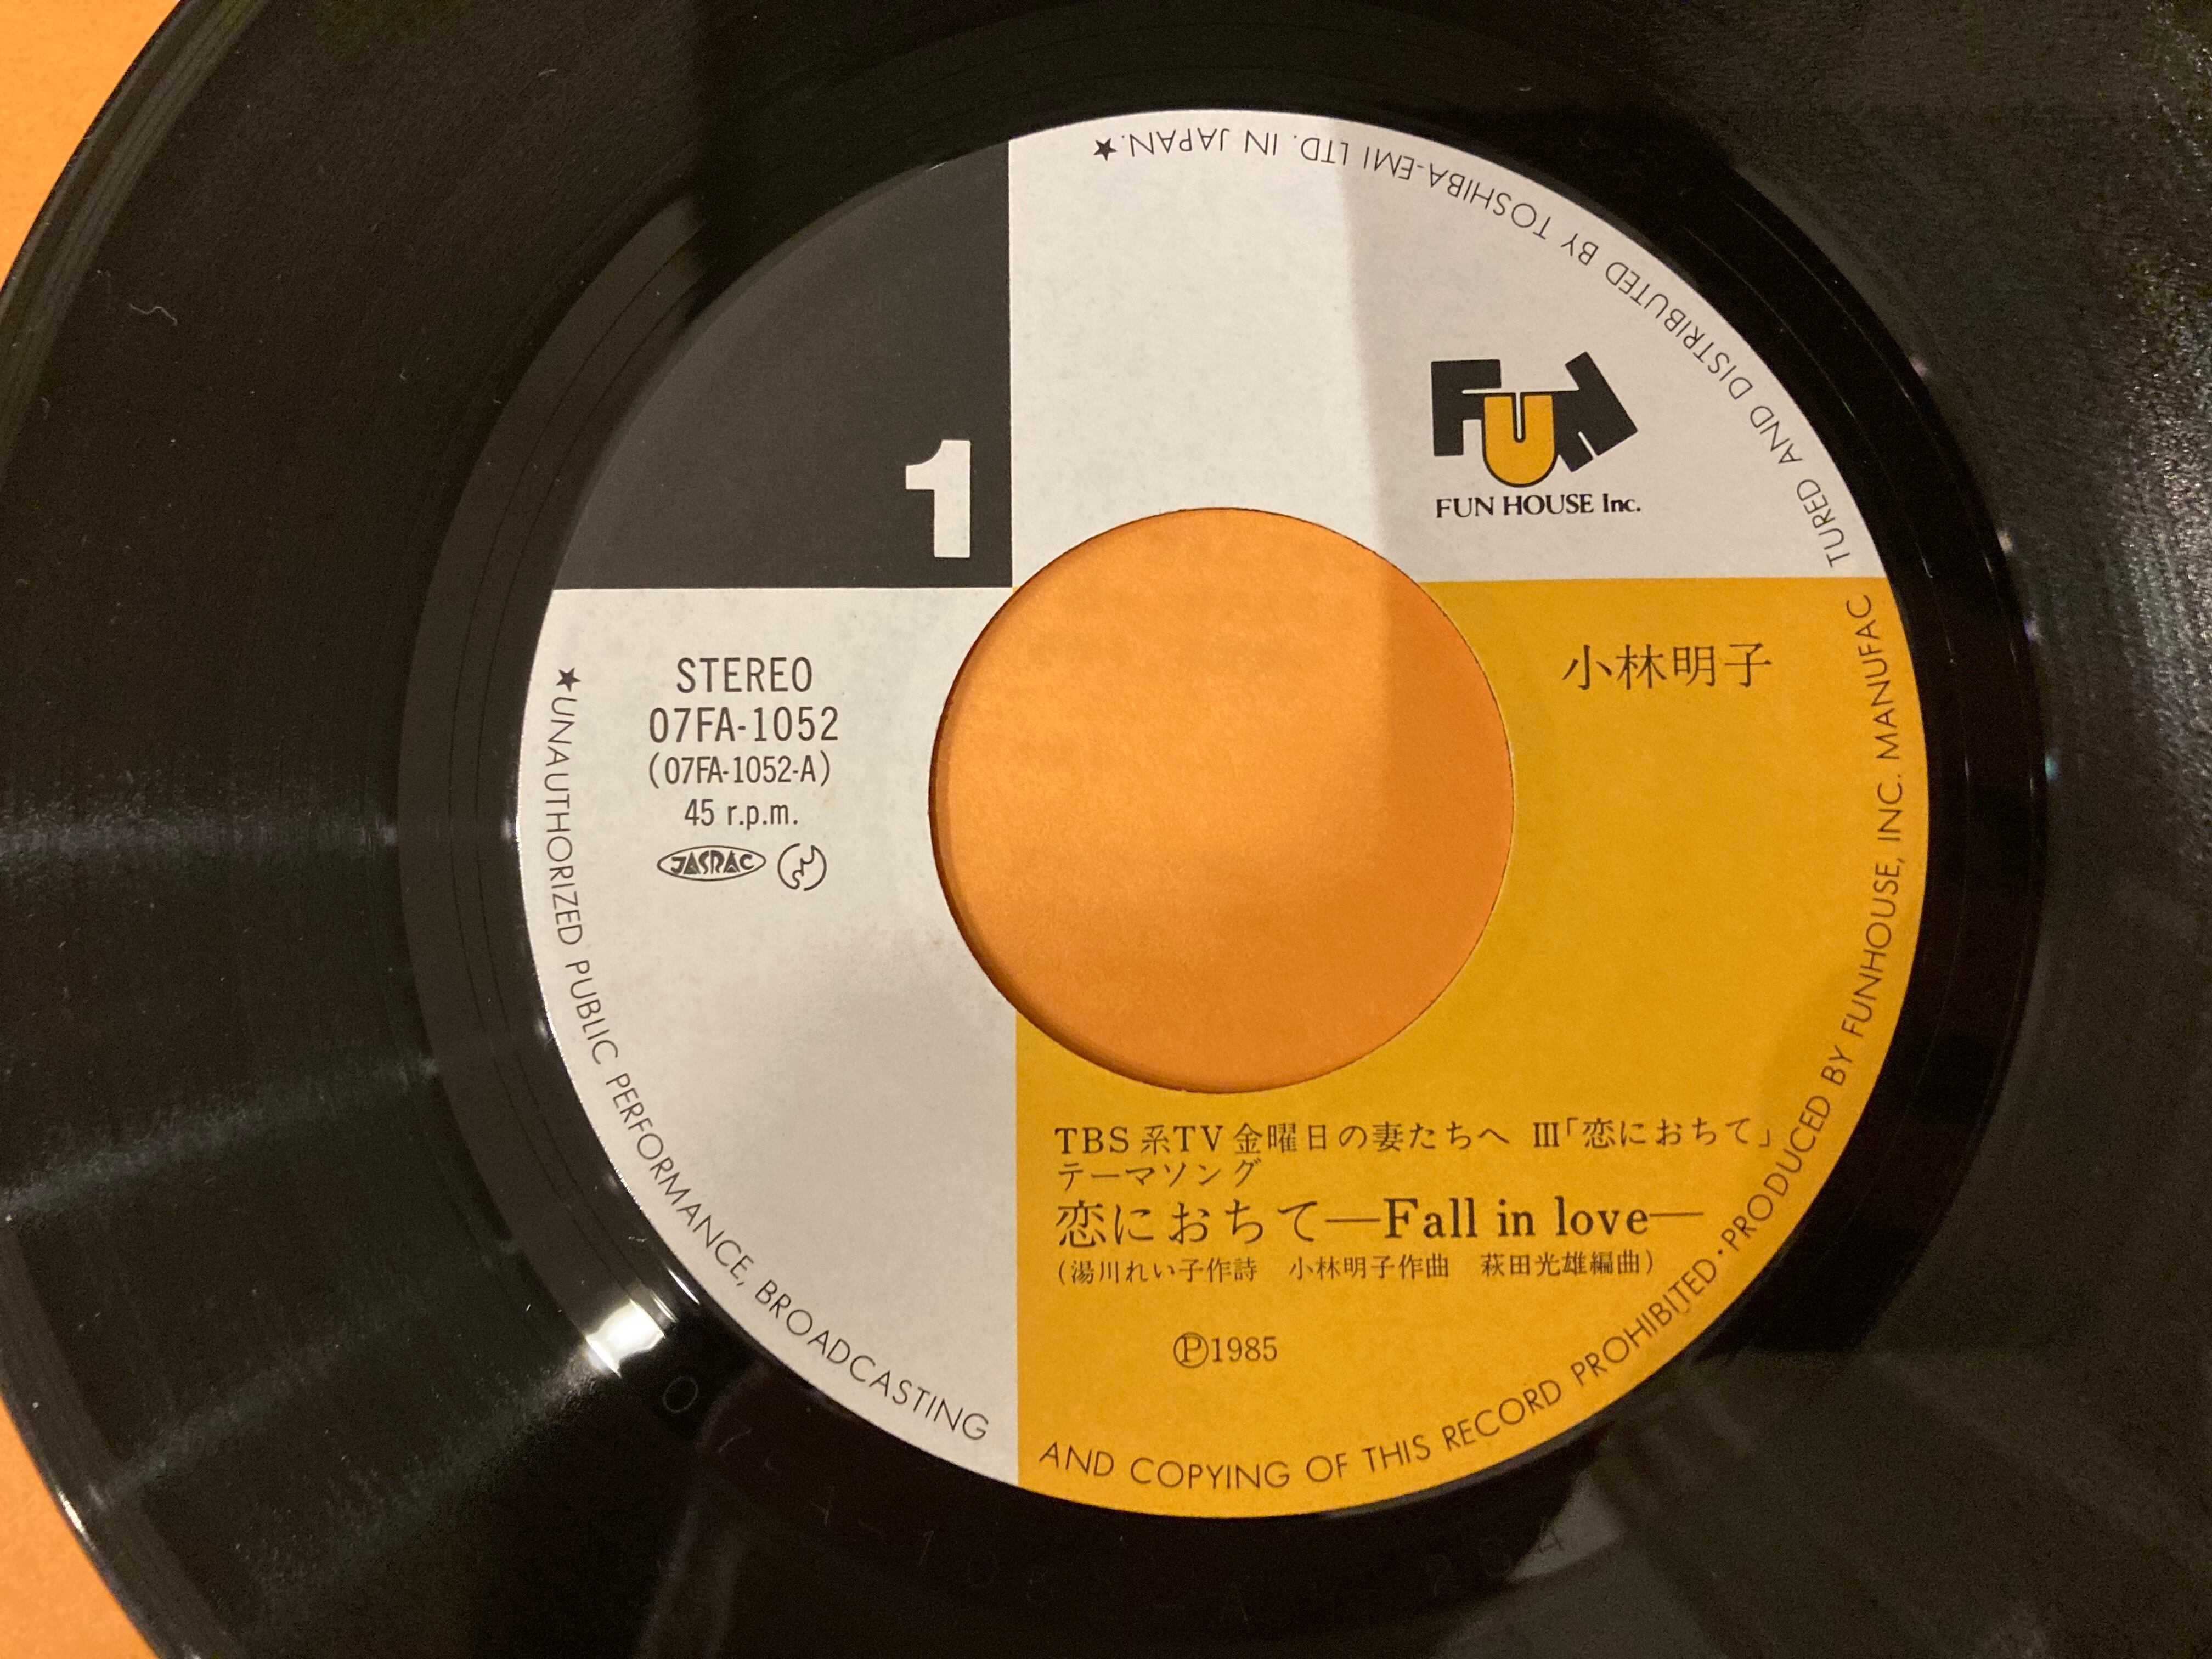 1
FUN
FUN HOUSE Inc.
STEREO
07FA-1052
(07FA-1052-A)
45 r.p.m.
JASRAC
小林明子
TBS系TV金曜日の妻たちへ Ⅲ「恋におちて」
テーマソング
恋におちて―Fall in love―
(湯川れい子作詩 小林明子作曲 萩田光雄編曲)
Ⓟ1985
★UNAUTHORIZED PUBLIC PERFORMANCE, BROADCASTING AND COPYING OF THIS RECORD PROHIBITED・PRODUCED BY FUNHOUSE, INC. MANUFACTURED AND DISTRIBUTED BY TOSHIBA-EMI LTD. IN JAPAN.★